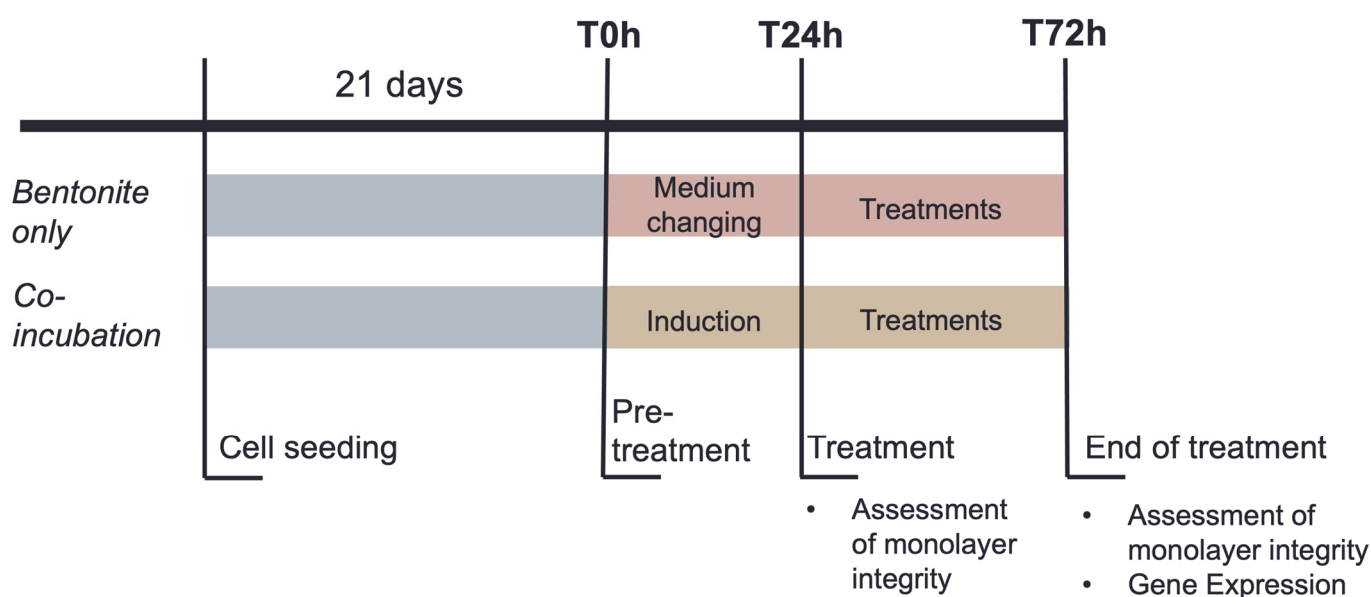 T0h
T24h
T72h
21 days
Bentonite
only
Medium
changing
Treatments
Co-
incubation
Induction
Treatments
Cell seeding
Pre-
treatment
Treatment
End of treatment
• Assessment
of monolayer
integrity
• Assessment of
monolayer integrity
• Gene Expression